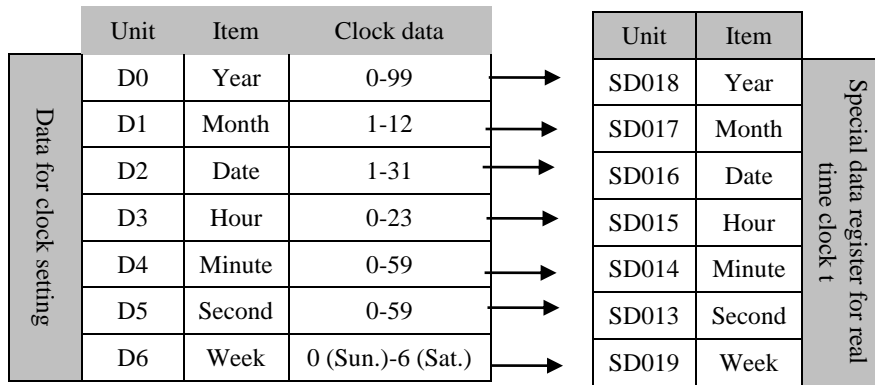 Unit Item Clock data
D0 Year 0-99
D1 Month 1-12
D2 Date 1-31
D3 Hour 0-23
D4 Minute 0-59
D5 Second 0-59
D6 Week 0 (Sun.)-6 (Sat.)
Data for clock setting
Unit Item
SD018 Year
SD017 Month
SD016 Date
SD015 Hour
SD014 Minute
SD013 Second
SD019 Week
Special data register for real
time clock t